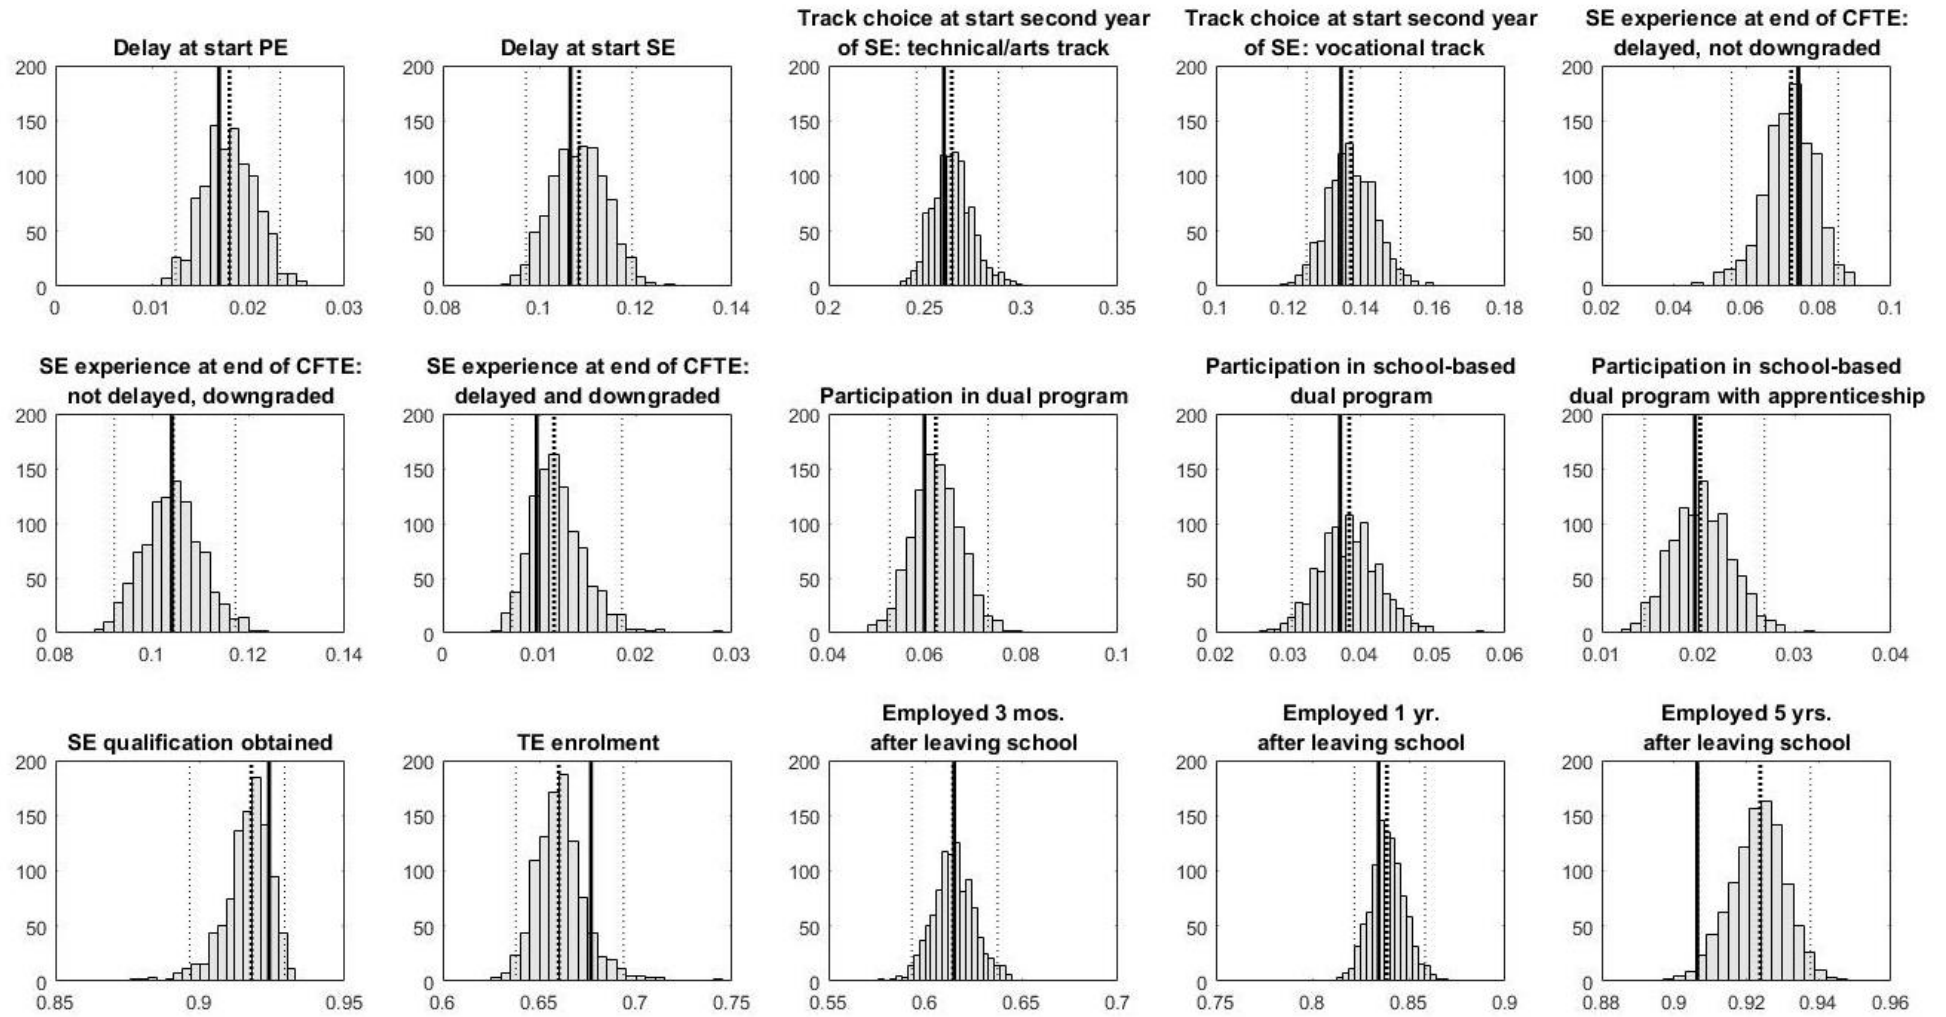 Delay at start PE
200
150
100
50
0
0 0.01 0.02 0.03
Delay at start SE
200
150
100
50
0
0.08 0.1 0.12 0.14
Track choice at start second year
of SE: technical/arts track
200
150
100
50
0
0.2 0.25 0.3 0.35
Track choice at start second year
of SE: vocational track
200
150
100
50
0
0.1 0.12 0.14 0.16 0.18
SE experience at end of CFTE:
delayed, not downgraded
200
150
100
50
0
0.02 0.04 0.06 0.08 0.1
SE experience at end of CFTE:
not delayed, downgraded
200
150
100
50
0
0.08 0.1 0.12 0.14
SE experience at end of CFTE:
delayed and downgraded
200
150
100
50
0
0 0.01 0.02 0.03
Participation in dual program
200
150
100
50
0
0.04 0.06 0.08 0.1
Participation in school-based
dual program
200
150
100
50
0
0.02 0.03 0.04 0.05 0.06
Participation in school-based
dual program with apprenticeship
200
150
100
50
0
0.01 0.02 0.03 0.04
SE qualification obtained
200
150
100
50
0
0.85 0.9 0.95
TE enrolment
200
150
100
50
0
0.6 0.65 0.7 0.75
Employed 3 mos.
after leaving school
200
150
100
50
0
0.55 0.6 0.65 0.7
Employed 1 yr.
after leaving school
200
150
100
50
0
0.75 0.8 0.85 0.9
Employed 5 yrs.
after leaving school
200
150
100
50
0
0.88 0.9 0.92 0.94 0.96